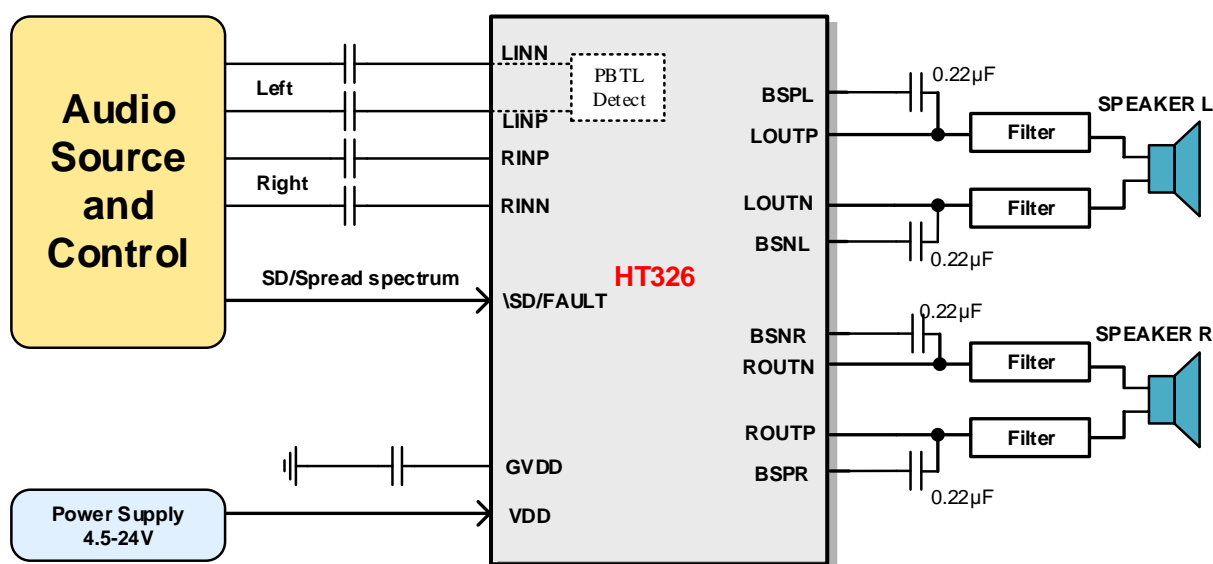 Audio
Source
and
Control
Left
Right
SD/Spread spectrum
Power Supply
4.5-24V
LINN
LINP
RINP
RINN
\SD/FAULT
GVDD
VDD
PBTL
Detect
HT326
BSPL
LOUTP
LOUTN
BSNL
BSNR
ROUTN
ROUTP
BSPR
0.22µF
Filter
SPEAKER L
Filter
0.22µF
0.22µF
Filter
SPEAKER R
Filter
0.22µF